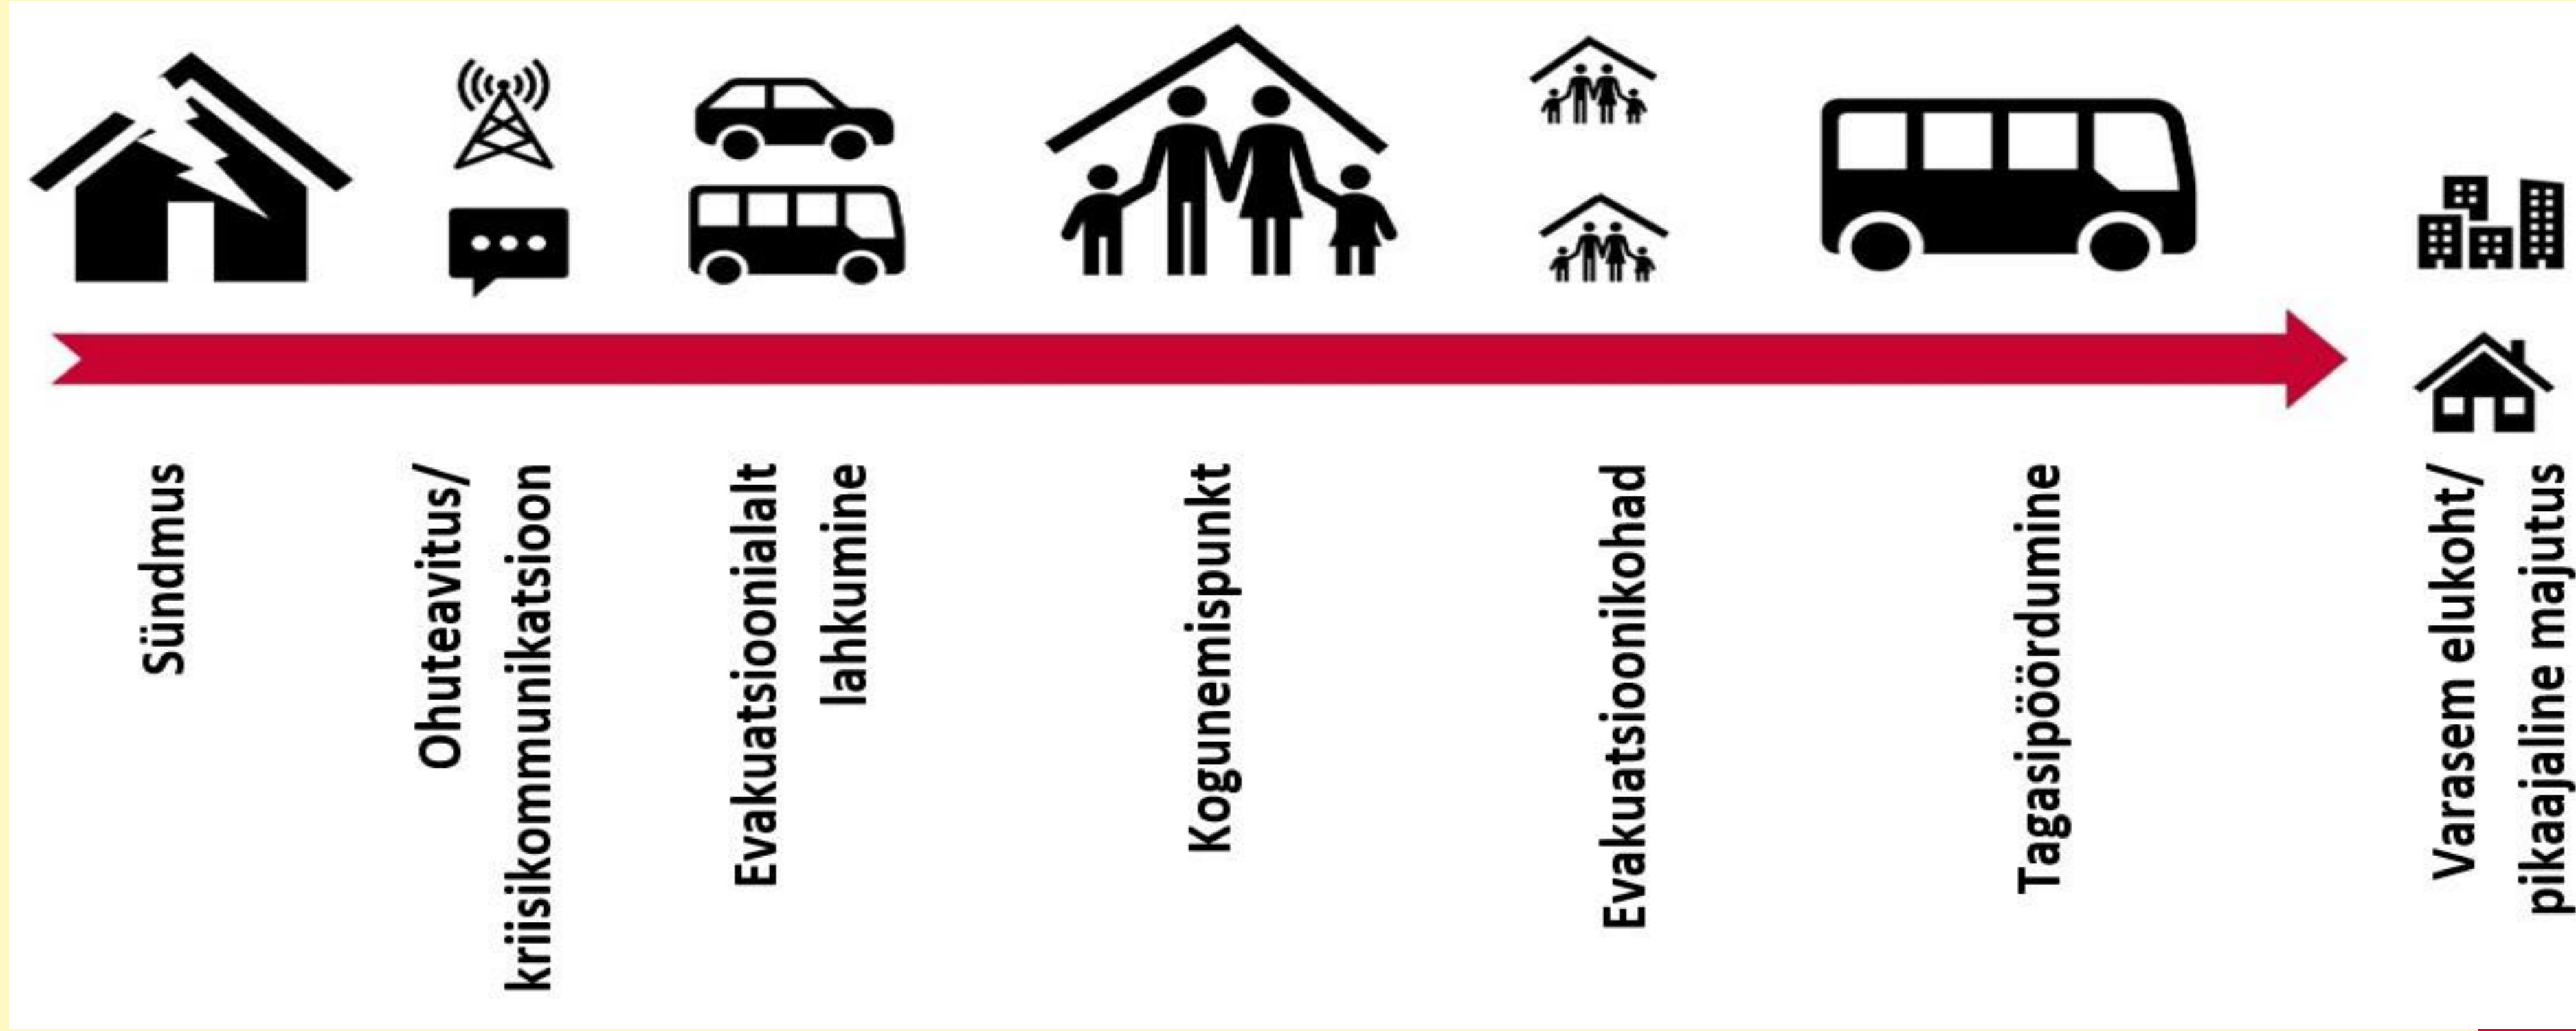 Sündmus
Ohuteavitus/
kriisikommunikatsioon
Evakuatsioonialalt
lahkumine
Kogunemispunkt
Evakuatsioonikohad
Tagasipöördumine
Varasem elukoht/
pikaajaline majutus